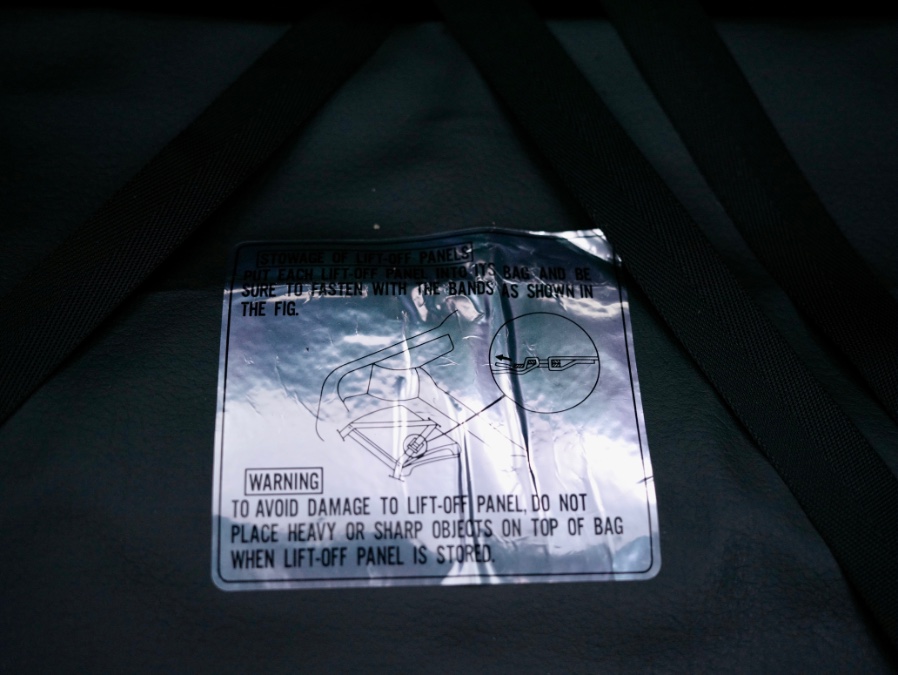 STOWAGE OF LIFT-OFF PANELS
PUT EACH LIFT-OFF PANEL INTO ITS BAG AND BE
SURE TO FASTEN WITH THE BANDS AS SHOWN IN
THE FIG.
WARNING
TO AVOID DAMAGE TO LIFT-OFF PANEL, DO NOT
PLACE HEAVY OR SHARP OBJECTS ON TOP OF BAG
WHEN LIFT-OFF PANEL IS STORED.